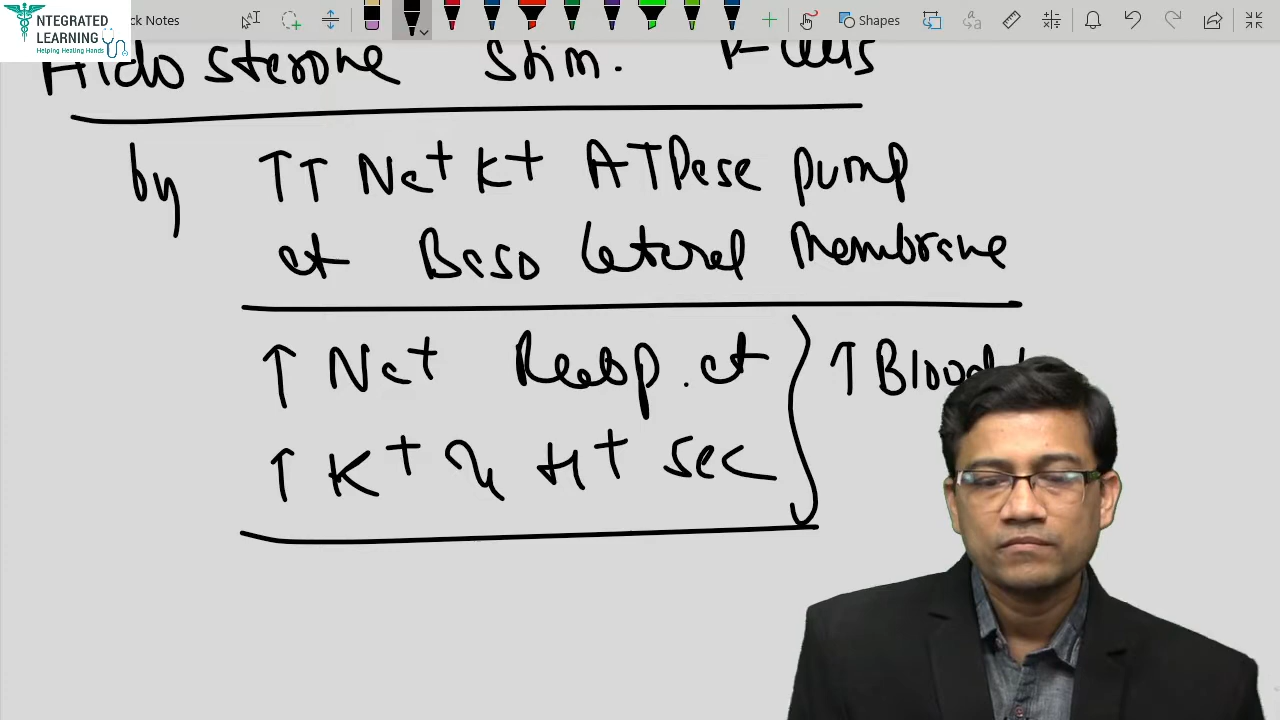 INTEGRATED
LEARNING
Helping Healing Hands
ck Notes
Shapes
Aldosterone stim. P-cells
by ↑↑ Na+ K+ ATPase pump
at Baso lateral membrane
↑ Na+ Reabsp. at
↑ K+ & H+ sec
↑ Blood